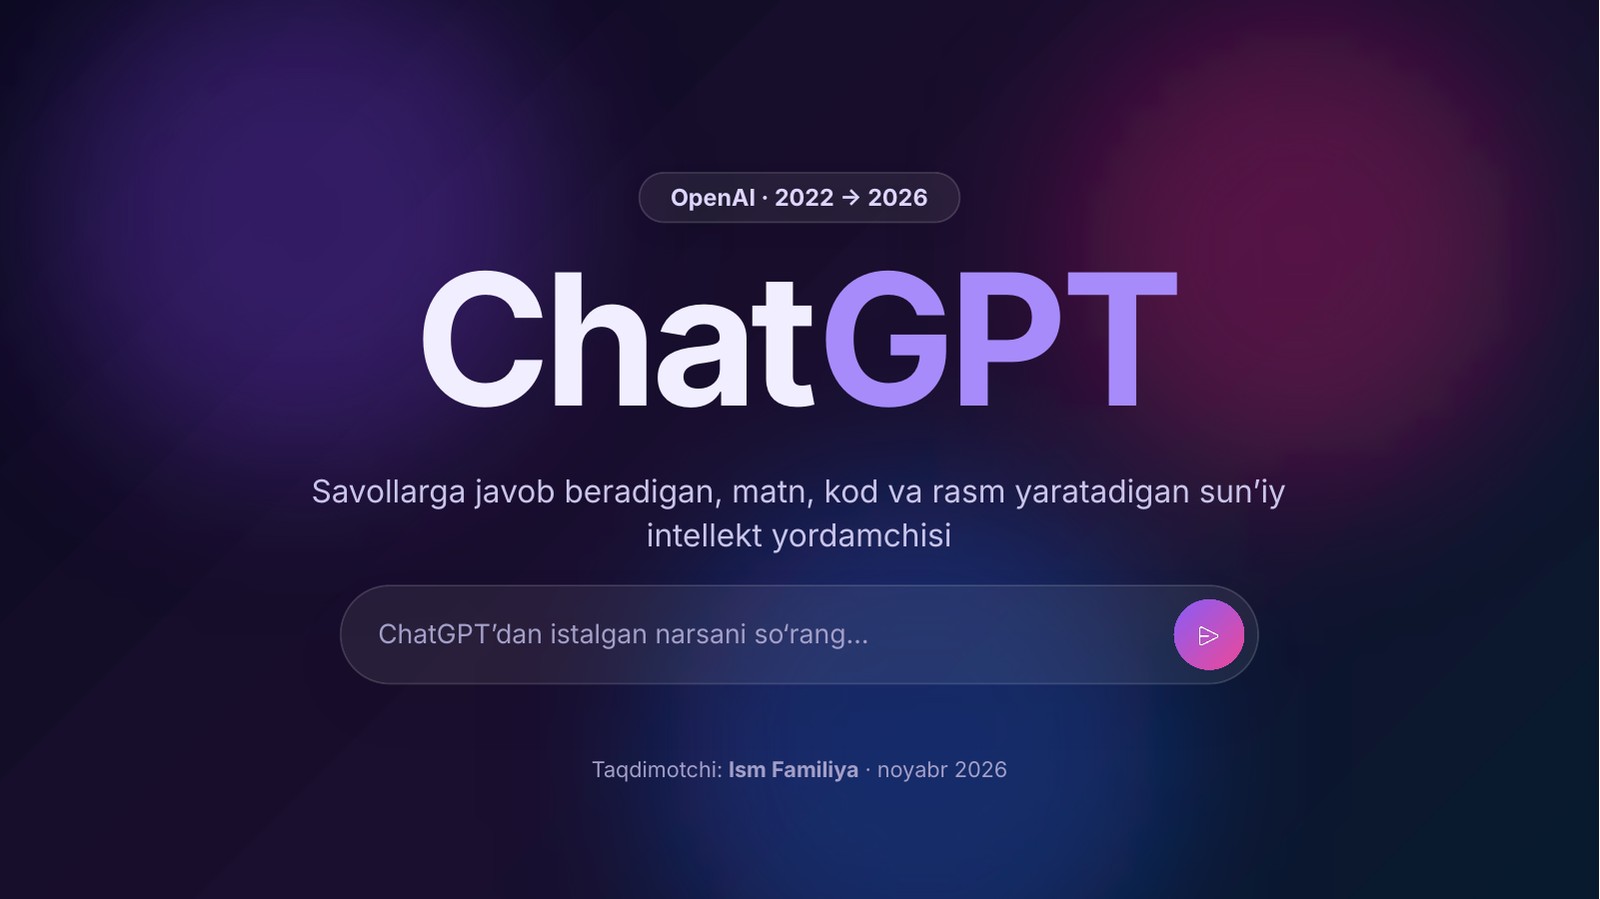 OpenAI · 2022 → 2026
ChatGPT
Savollarga javob beradigan, matn, kod va rasm yaratadigan sun’iy
intellekt yordamchisi
ChatGPT’dan istalgan narsani so‘rang...
Taqdimotchi: Ism Familiya · noyabr 2026